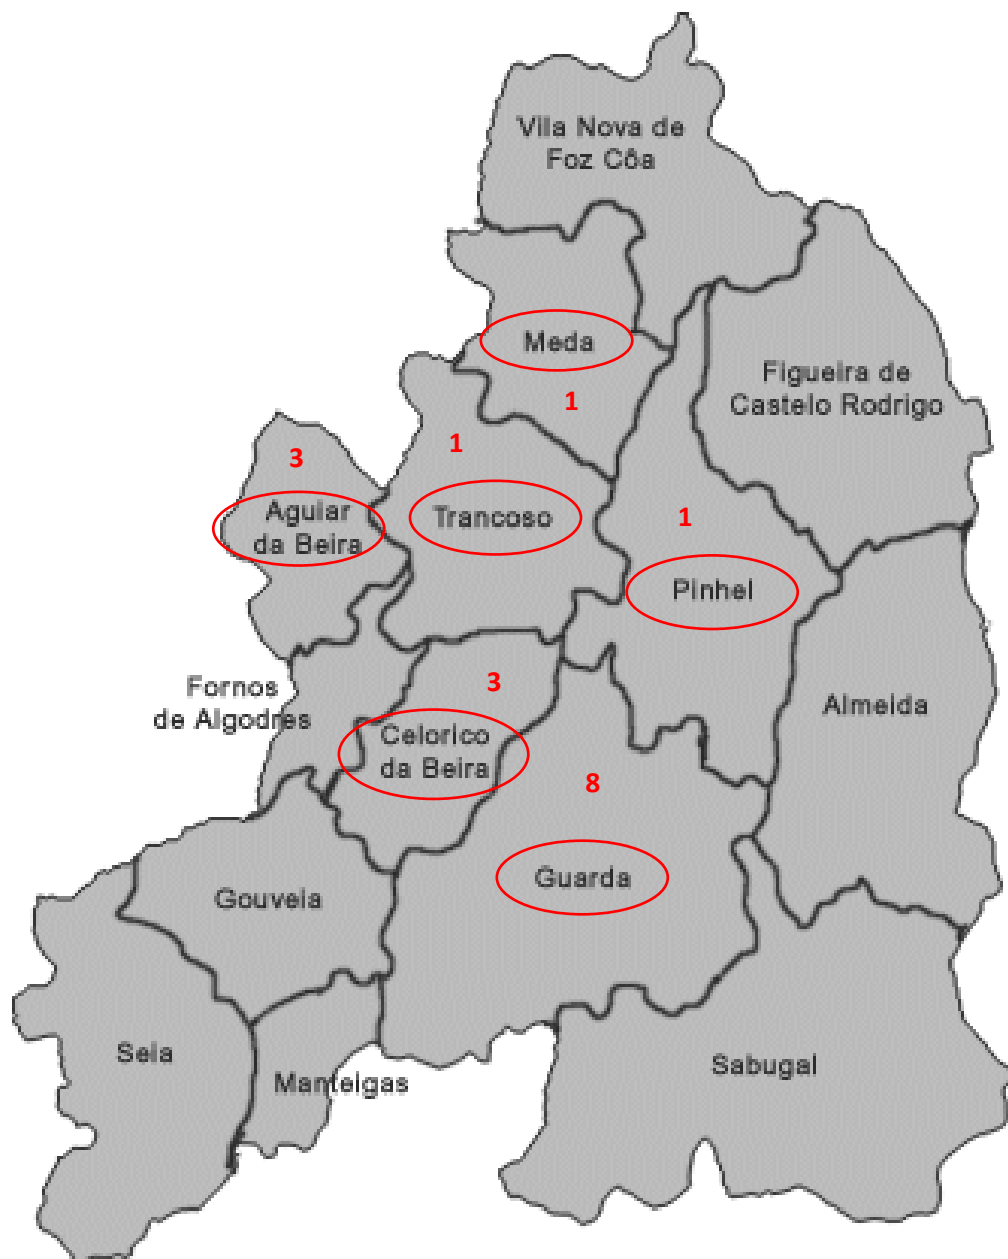 Vila Nova de
Foz Côa
Meda
Figueira de
Castelo Rodrigo
1
1
3
Aguiar
da Beira
Trancoso
1
Pinhel
Fornos
de Algodres
3
Celorico
da Beira
Almeida
8
Guarda
Gouveia
Seia
Manteigas
Sabugal